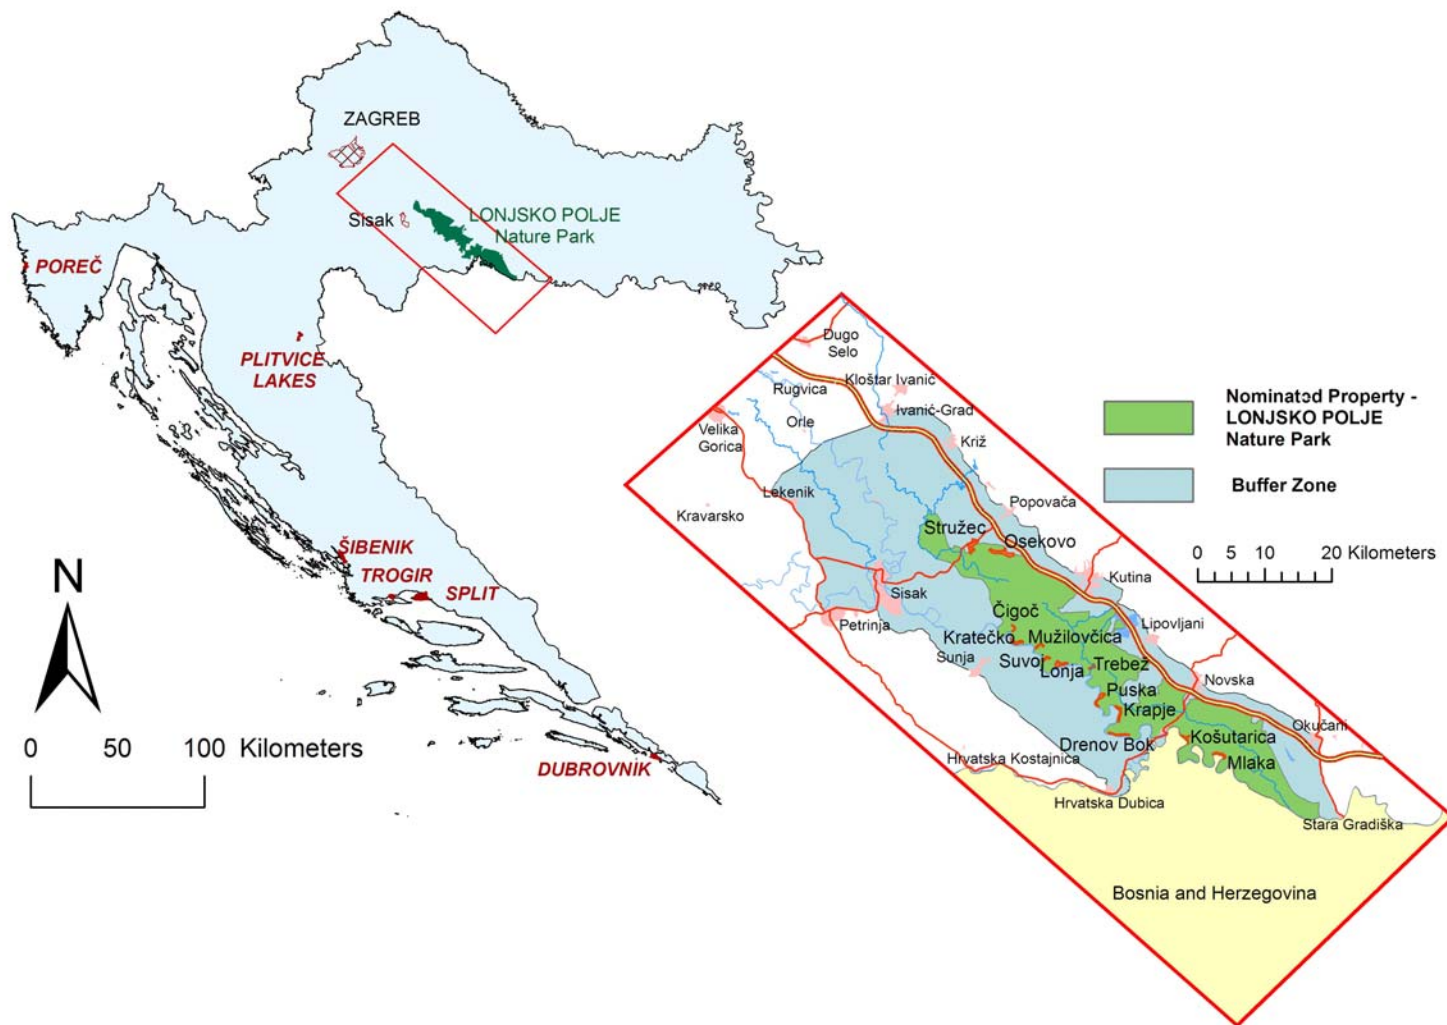 ZAGREB
Sisak
LONJSKO POLJE
Nature Park
POREČ
PLITVICE
LAKES
ŠIBENIK
TROGIR
SPLIT
DUBROVNIK
N
0 50 100 Kilometers
Dugo
Selo
Rugvica
Kloštar Ivanić
Ivanić-Grad
Velika
Gorica
Orle
Križ
Lekenik
Popovača
Kravarsko
Stružec
Osekovo
Kutina
Sisak
Čigoč
Petrinja
Lipovljani
Kratečko
Mužilovčica
Sunja
Suvoj
Lonja
Trebež
Novska
Puska
Krapje
Okučani
Drenov Bok
Košutarica
Hrvatska Kostajnica
Mlaka
Hrvatska Dubica
Stara Gradiška
Bosnia and Herzegovina
Nominated Property -
LONJSKO POLJE
Nature Park
Buffer Zone
0 5 10 20 Kilometers